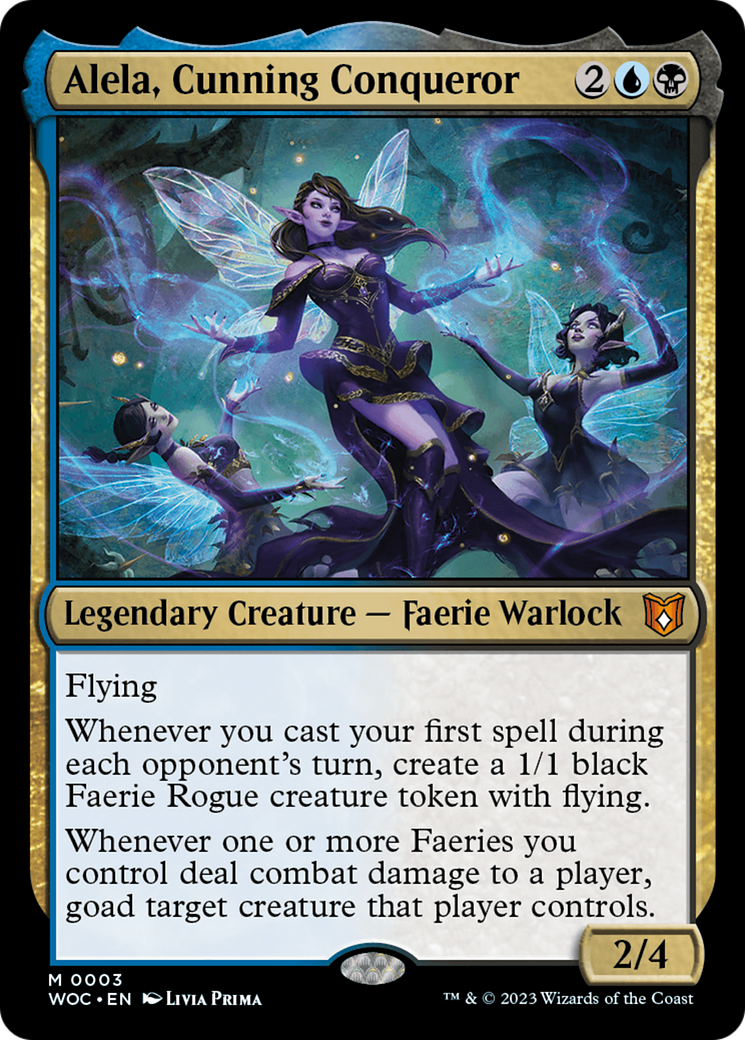 Alela, Cunning Conqueror 2
Legendary Creature — Faerie Warlock
Flying
Whenever you cast your first spell during
each opponent's turn, create a 1/1 black
Faerie Rogue creature token with flying.
Whenever one or more Faeries you
control deal combat damage to a player,
goad target creature that player controls.
2/4
M 0003
WOC • EN Livia Prima
™ & © 2023 Wizards of the Coast